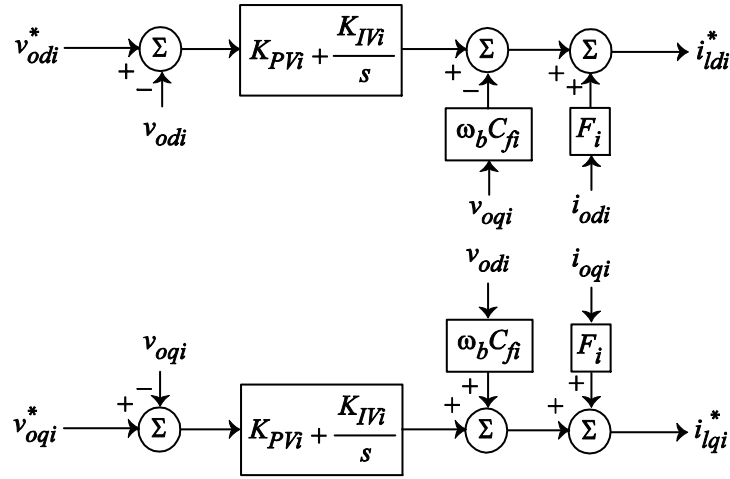 v*odi + − Σ KPVi + KIVi/s + − Σ + + Σ i*ldi
vodi ωbCfi Fi
voqi iodi
vodi ioqi
voqi ωbCfi Fi
v*oqi + − Σ KPVi + KIVi/s + + Σ + + Σ i*lqi